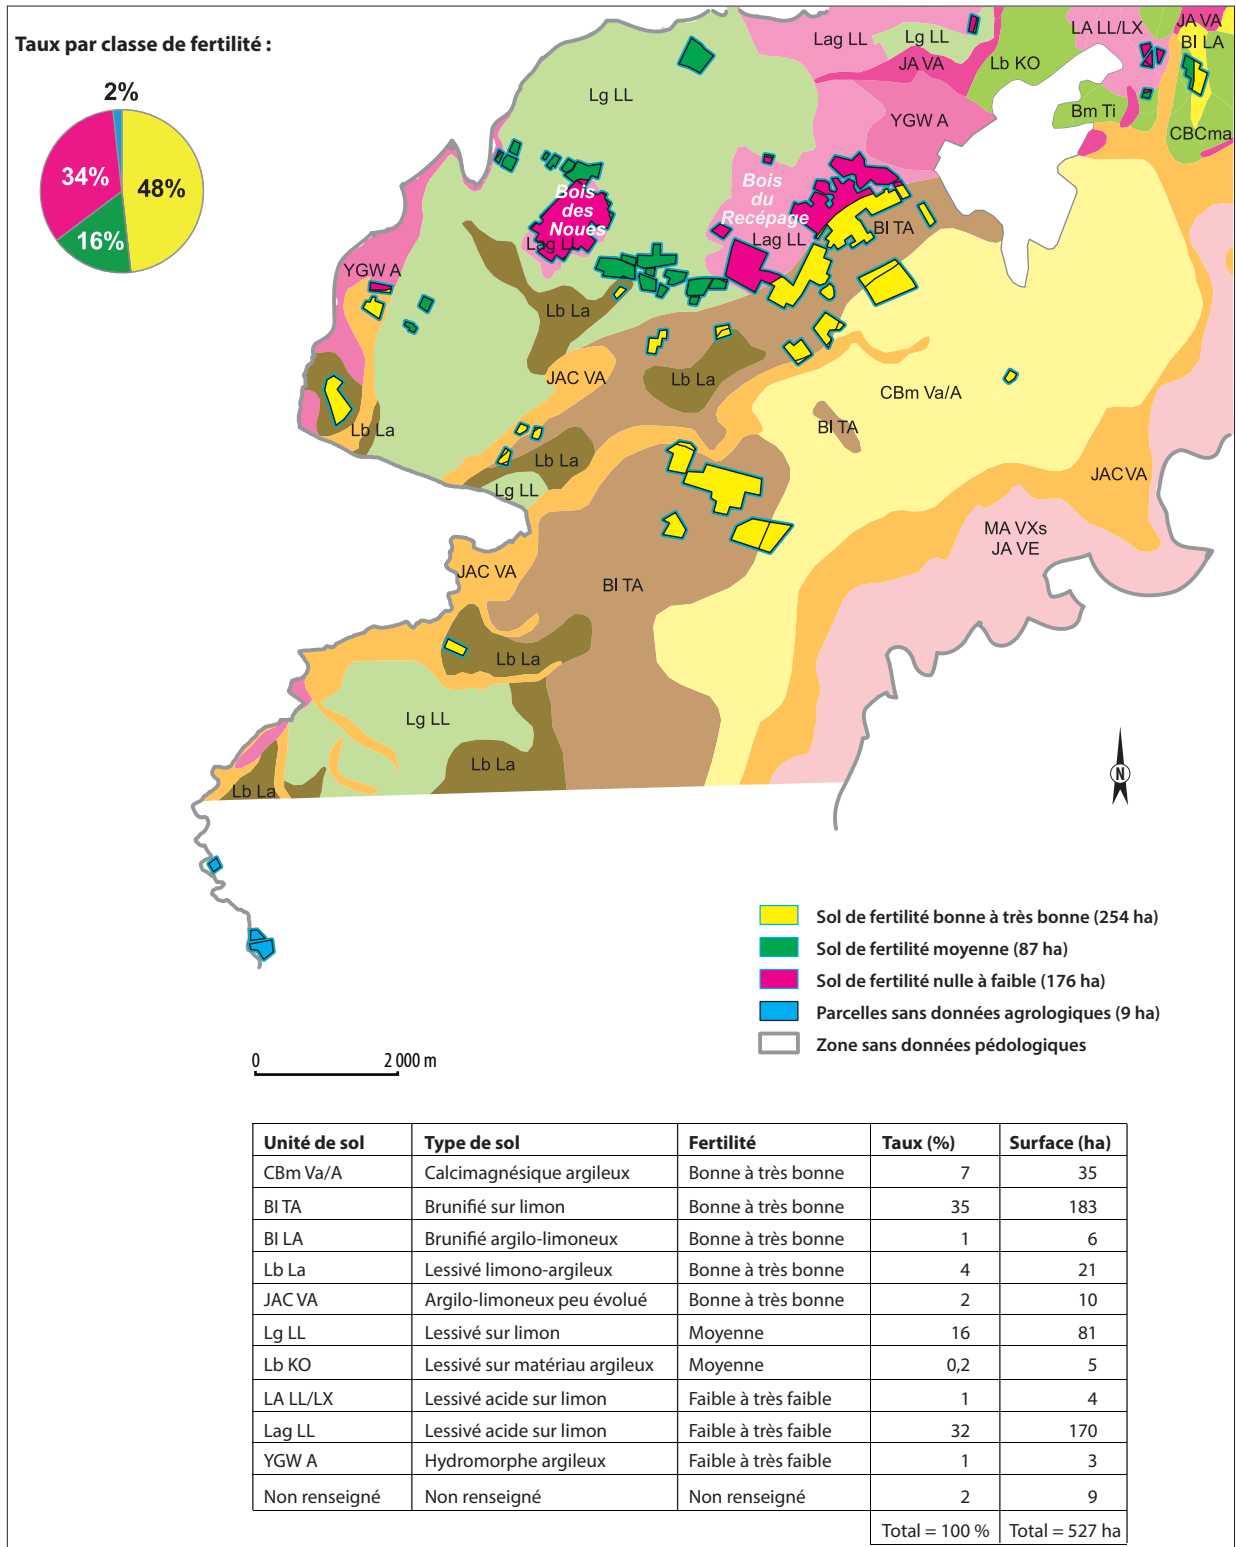 Taux par classe de fertilité :
2%
34%
48%
16%
Lag LL
Lg LL
JA VA
Lb KO
LA LL/LX
JA VA
BI LA
Lg LL
YGW A
Bm Ti
CBCma
Bois
des
Noues
Lag LL
Bois
du
Recépage
Lag LL
BI TA
YGW A
Lb La
JAC VA
Lb La
CBm Va/A
BI TA
Lb La
Lb La
Lg LL
JAC VA
MA VXs
JA VE
JAC VA
BI TA
Lb La
Lg LL
Lb La
Lb La
N
Sol de fertilité bonne à très bonne (254 ha)
Sol de fertilité moyenne (87 ha)
Sol de fertilité nulle à faible (176 ha)
Parcelles sans données agrologiques (9 ha)
Zone sans données pédologiques
0 2 000 m
Unité de sol Type de sol Fertilité Taux (%) Surface (ha)
CBm Va/A Calcimagnésique argileux Bonne à très bonne 7 35
BI TA Brunifié sur limon Bonne à très bonne 35 183
BI LA Brunifié argilo-limoneux Bonne à très bonne 1 6
Lb La Lessivé limono-argileux Bonne à très bonne 4 21
JAC VA Argilo-limoneux peu évolué Bonne à très bonne 2 10
Lg LL Lessivé sur limon Moyenne 16 81
Lb KO Lessivé sur matériau argileux Moyenne 0,2 5
LA LL/LX Lessivé acide sur limon Faible à très faible 1 4
Lag LL Lessivé acide sur limon Faible à très faible 32 170
YGW A Hydromorphe argileux Faible à très faible 1 3
Non renseigné Non renseigné Non renseigné 2 9
Total = 100 % Total = 527 ha